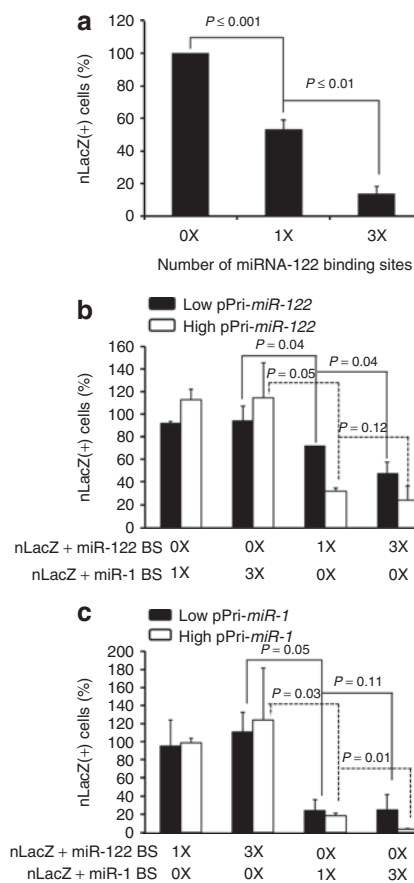 a
P ≤ 0.001
P ≤ 0.01
nLacZ(+) cells (%)
120
100
80
60
40
20
0
0X 1X 3X
Number of miRNA-122 binding sites
b
Low pPri-miR-122
High pPri-miR-122
P = 0.04
P = 0.04
P = 0.05
P = 0.12
nLacZ(+) cells (%)
160
140
120
100
80
60
40
20
0
nLacZ + miR-122 BS 0X 0X 1X 3X
nLacZ + miR-1 BS 1X 3X 0X 0X
c
Low pPri-miR-1
High pPri-miR-1
P = 0.05
P = 0.11
P = 0.03
P = 0.01
nLacZ(+) cells (%)
200
180
160
140
120
100
80
60
40
20
0
nLacZ + miR-122 BS 1X 3X 0X 0X
nLacZ + miR-1 BS 0X 0X 1X 3X